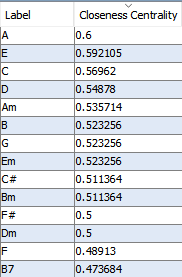 Label Closeness Centrality
A 0.6
E 0.592105
C 0.56962
D 0.54878
Am 0.535714
B 0.523256
G 0.523256
Em 0.523256
C# 0.511364
Bm 0.511364
F# 0.5
Dm 0.5
F 0.48913
B7 0.473684